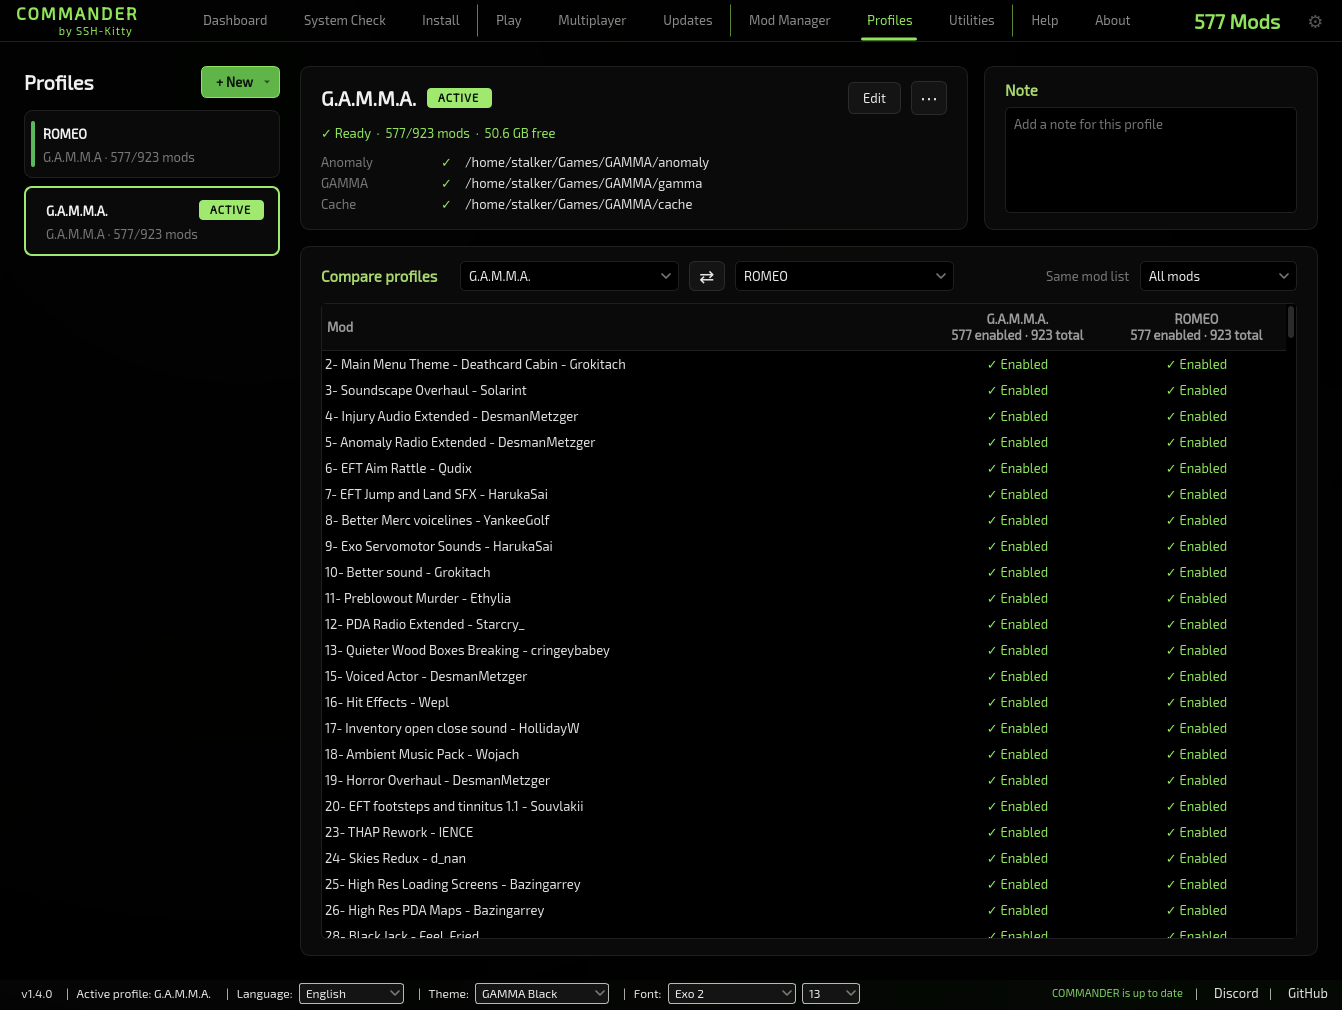 COMMANDER
by SSH-Kitty
Dashboard System Check Install Play Multiplayer Updates Mod Manager Profiles Utilities Help About 577 Mods
Profiles
+ New
ROMEO
G.A.M.M.A · 577/923 mods
G.A.M.M.A. ACTIVE
G.A.M.M.A · 577/923 mods
G.A.M.M.A. ACTIVE Edit ...
✓ Ready · 577/923 mods · 50.6 GB free
Anomaly ✓ /home/stalker/Games/GAMMA/anomaly
GAMMA ✓ /home/stalker/Games/GAMMA/gamma
Cache ✓ /home/stalker/Games/GAMMA/cache
Note
Add a note for this profile
Compare profiles G.A.M.M.A. ⇄ ROMEO Same mod list All mods
Mod G.A.M.M.A. ROMEO
577 enabled · 923 total 577 enabled · 923 total
2- Main Menu Theme - Deathcard Cabin - Grokitach ✓ Enabled ✓ Enabled
3- Soundscape Overhaul - Solarint ✓ Enabled ✓ Enabled
4- Injury Audio Extended - DesmanMetzger ✓ Enabled ✓ Enabled
5- Anomaly Radio Extended - DesmanMetzger ✓ Enabled ✓ Enabled
6- EFT Aim Rattle - Qudix ✓ Enabled ✓ Enabled
7- EFT Jump and Land SFX - HarukaSai ✓ Enabled ✓ Enabled
8- Better Merc voicelines - YankeeGolf ✓ Enabled ✓ Enabled
9- Exo Servomotor Sounds - HarukaSai ✓ Enabled ✓ Enabled
10- Better sound - Grokitach ✓ Enabled ✓ Enabled
11- Preblowout Murder - Ethylia ✓ Enabled ✓ Enabled
12- PDA Radio Extended - Starcry_ ✓ Enabled ✓ Enabled
13- Quieter Wood Boxes Breaking - cringeybabey ✓ Enabled ✓ Enabled
15- Voiced Actor - DesmanMetzger ✓ Enabled ✓ Enabled
16- Hit Effects - Wepl ✓ Enabled ✓ Enabled
17- Inventory open close sound - HollidayW ✓ Enabled ✓ Enabled
18- Ambient Music Pack - Wojach ✓ Enabled ✓ Enabled
19- Horror Overhaul - DesmanMetzger ✓ Enabled ✓ Enabled
20- EFT footsteps and tinnitus 1.1 - Souvlakii ✓ Enabled ✓ Enabled
23- THAP Rework - IENCE ✓ Enabled ✓ Enabled
24- Skies Redux - d_nan ✓ Enabled ✓ Enabled
25- High Res Loading Screens - Bazingarrey ✓ Enabled ✓ Enabled
26- High Res PDA Maps - Bazingarrey ✓ Enabled ✓ Enabled
28- Black Jack - Feel_Fried ✓ Enabled ✓ Enabled
v1.4.0 | Active profile: G.A.M.M.A. | Language: English | Theme: GAMMA Black | Font: Exo 2 13 COMMANDER is up to date | Discord | GitHub